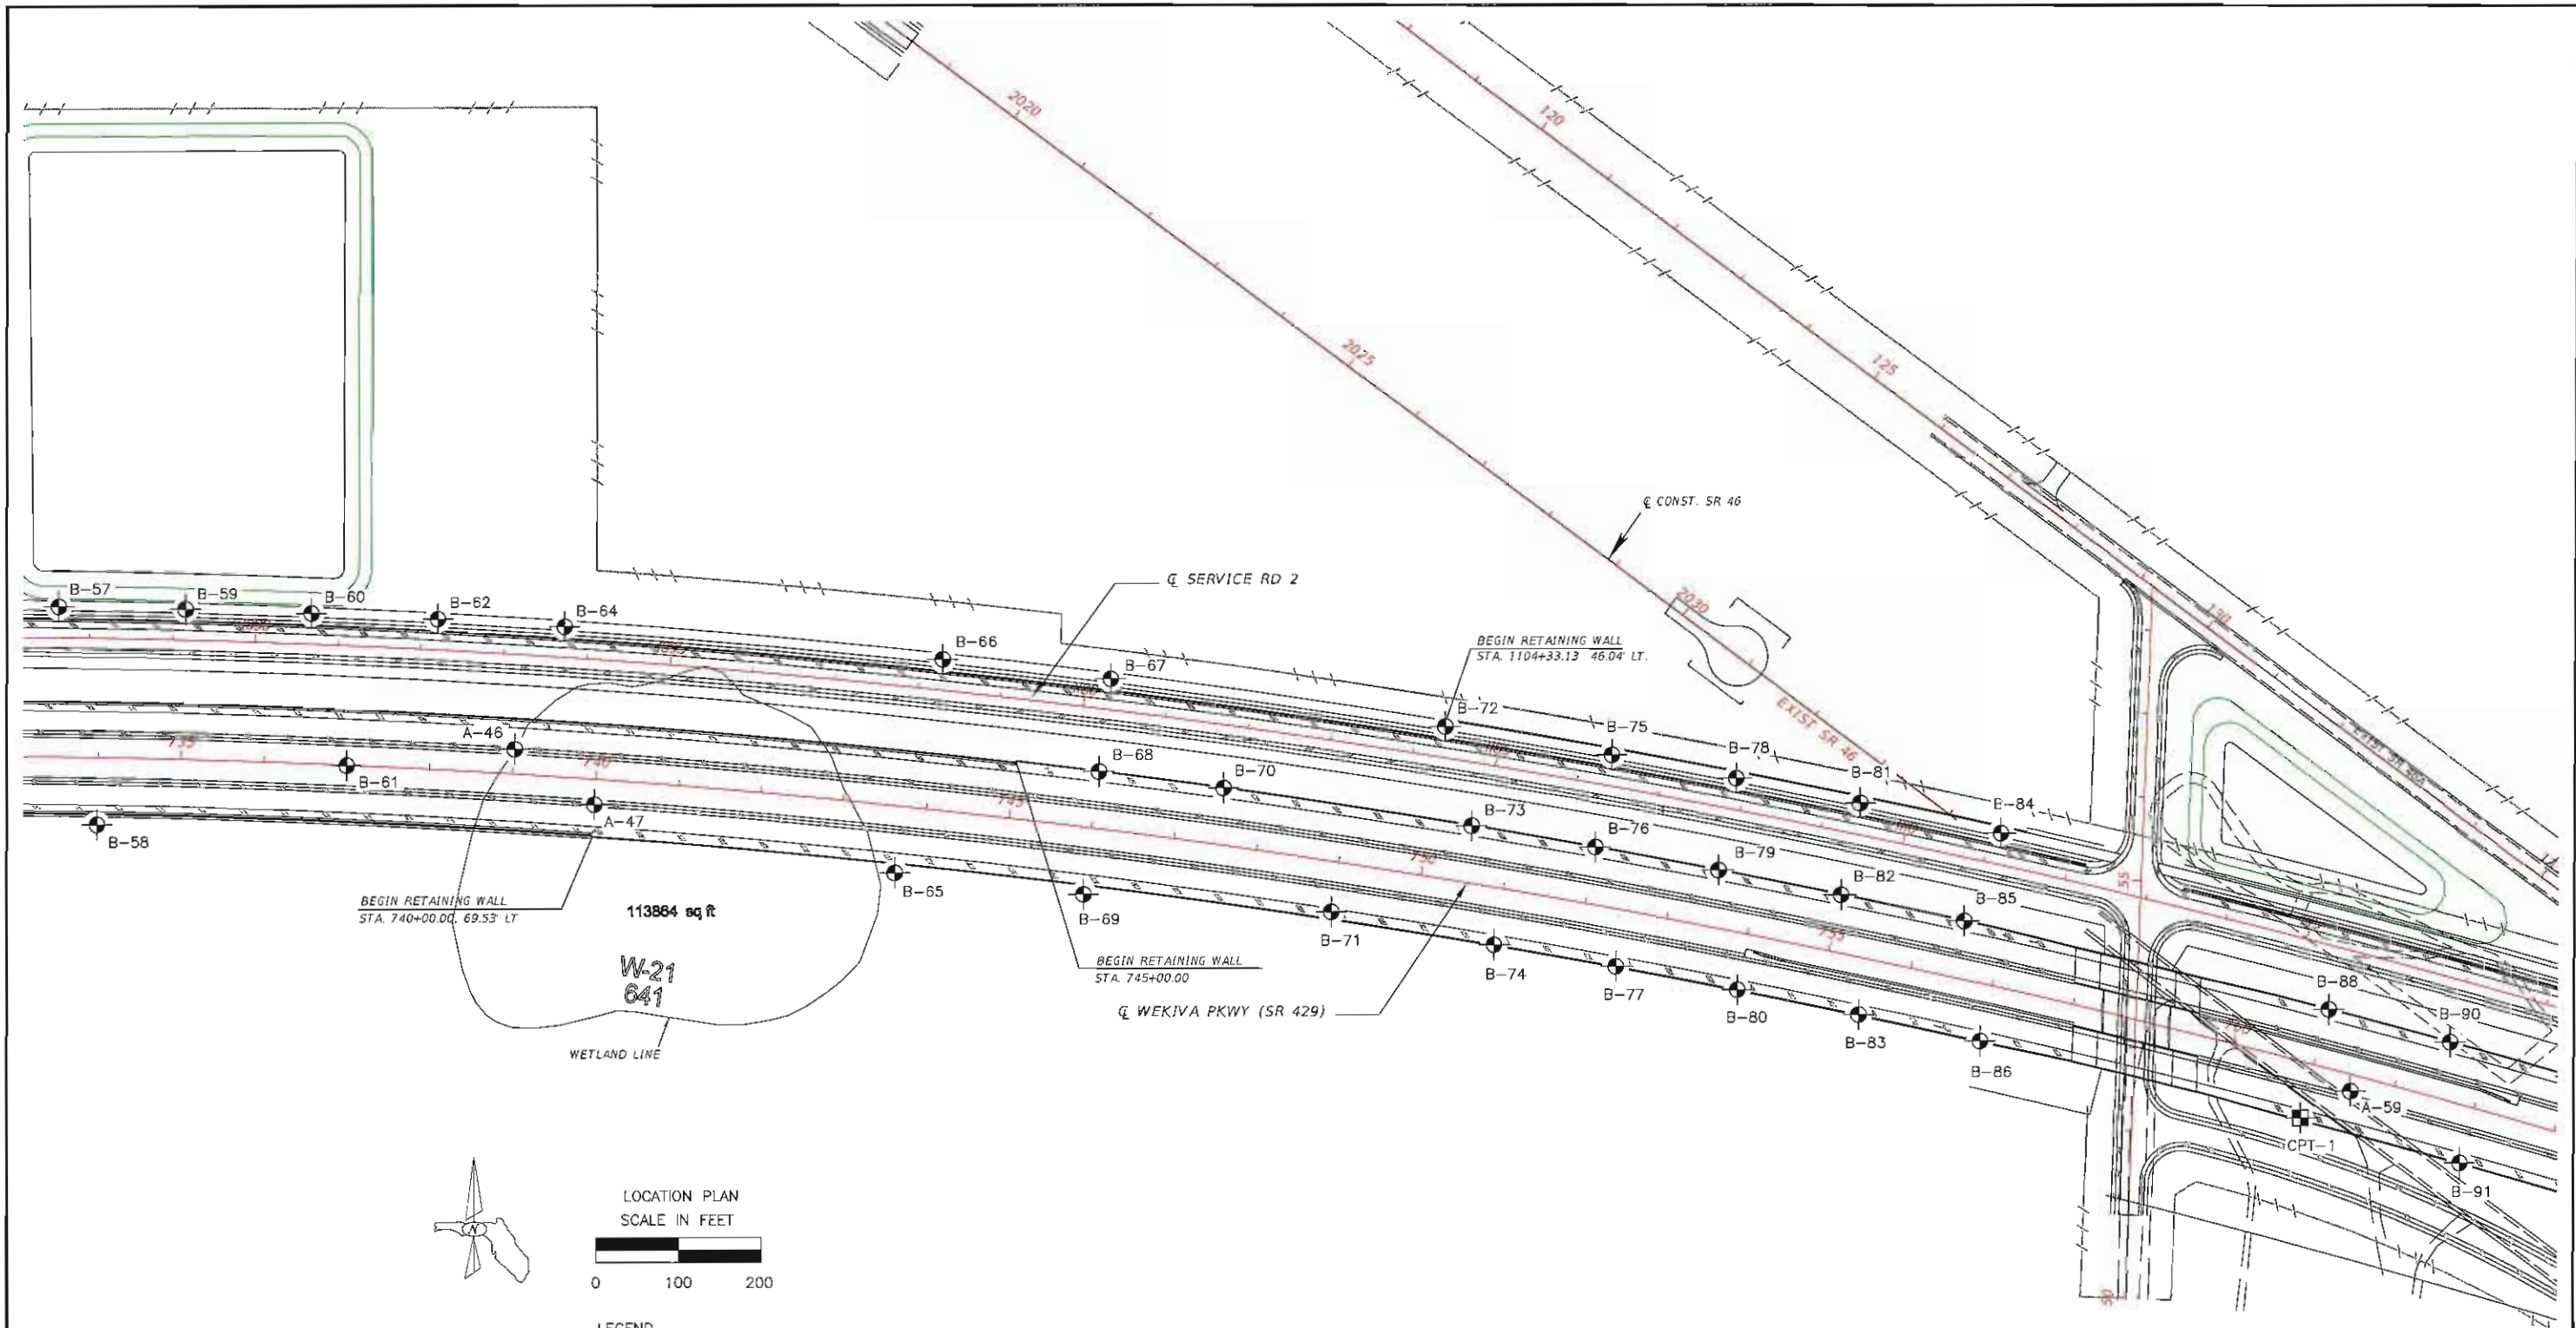 2020
120
2025
125
℄ CONST. SR 46
℄ SERVICE RD 2
2030
130
B-57
B-59
B-60
B-62
B-64
B-66
B-67
BEGIN RETAINING WALL
STA. 1104+33.13 46.04' LT.
B-72
B-75
B-78
B-81
B-84
EXIST SR 46
735
A-46
740
B-61
B-58
A-47
B-68
B-70
745
B-73
B-76
B-79
B-82
B-85
750
755
55
B-65
B-69
B-71
B-74
B-77
B-80
B-83
B-86
B-88
B-90
760
A-59
CPT-1
B-91
BEGIN RETAINING WALL
STA. 740+00.00, 69.53' LT
113864 sq ft
W-21
641
WETLAND LINE
BEGIN RETAINING WALL
STA. 745+00.00
℄ WEKIVA PKWY (SR 429)
N
LOCATION PLAN
SCALE IN FEET
0 100 200
50
LEGEND